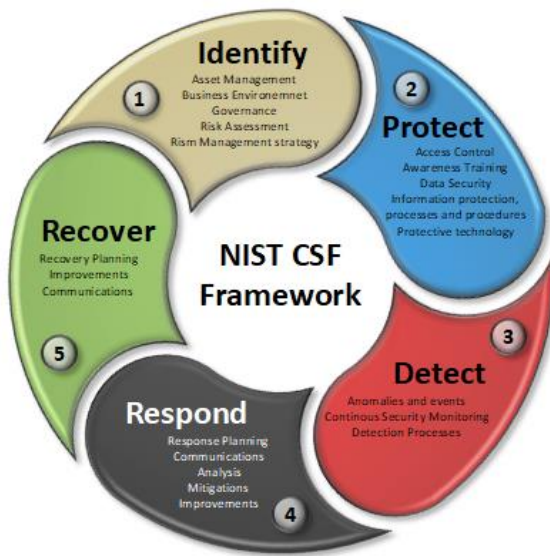 Identify
1
Asset Management
Business Environemnet
Governance
Risk Assessment
Rism Management strategy
2
Protect
Access Control
Awareness Training
Data Security
Information protection,
processes and procedures
Protective technology
3
Detect
Anomalies and events
Continous Security Monitoring
Detection Processes
Respond
Response Planning
Communications
Analysis
Mitigations
Improvements
4
Recover
Recovery Planning
Improvements
Communications
5
NIST CSF
Framework